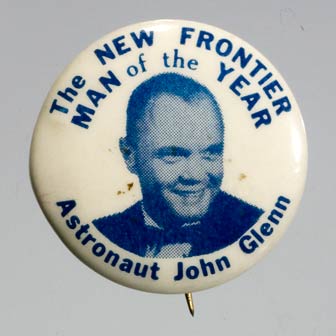 The NEW FRONTIER
MAN of the YEAR
Astronaut John Glenn